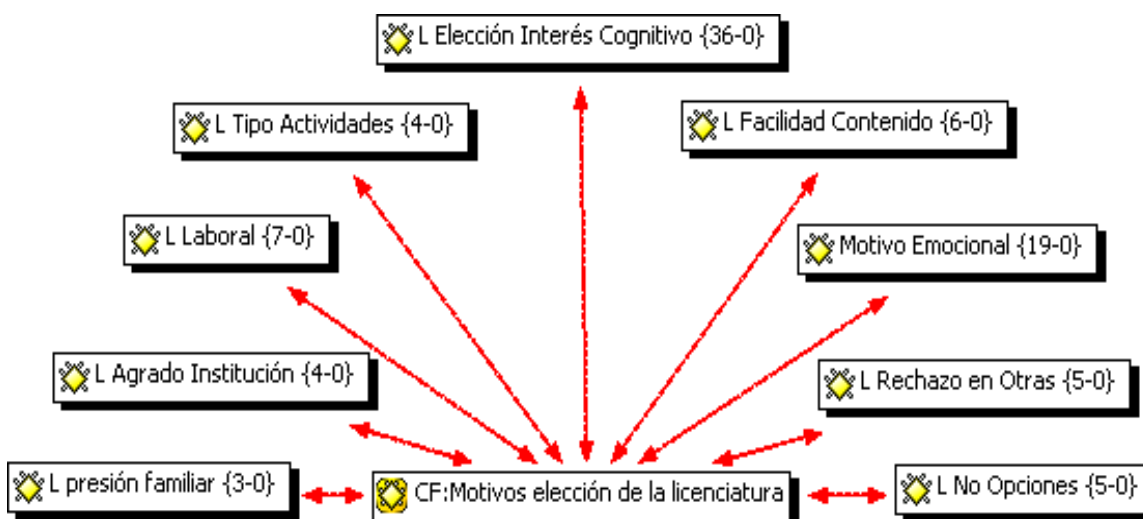 L Elección Interés Cognitivo {36-0}
L Tipo Actividades {4-0}
L Facilidad Contenido {6-0}
L Laboral {7-0}
Motivo Emocional {19-0}
L Agrado Institución {4-0}
L Rechazo en Otras {5-0}
L presión familiar {3-0}
CF:Motivos elección de la licenciatura
L No Opciones {5-0}